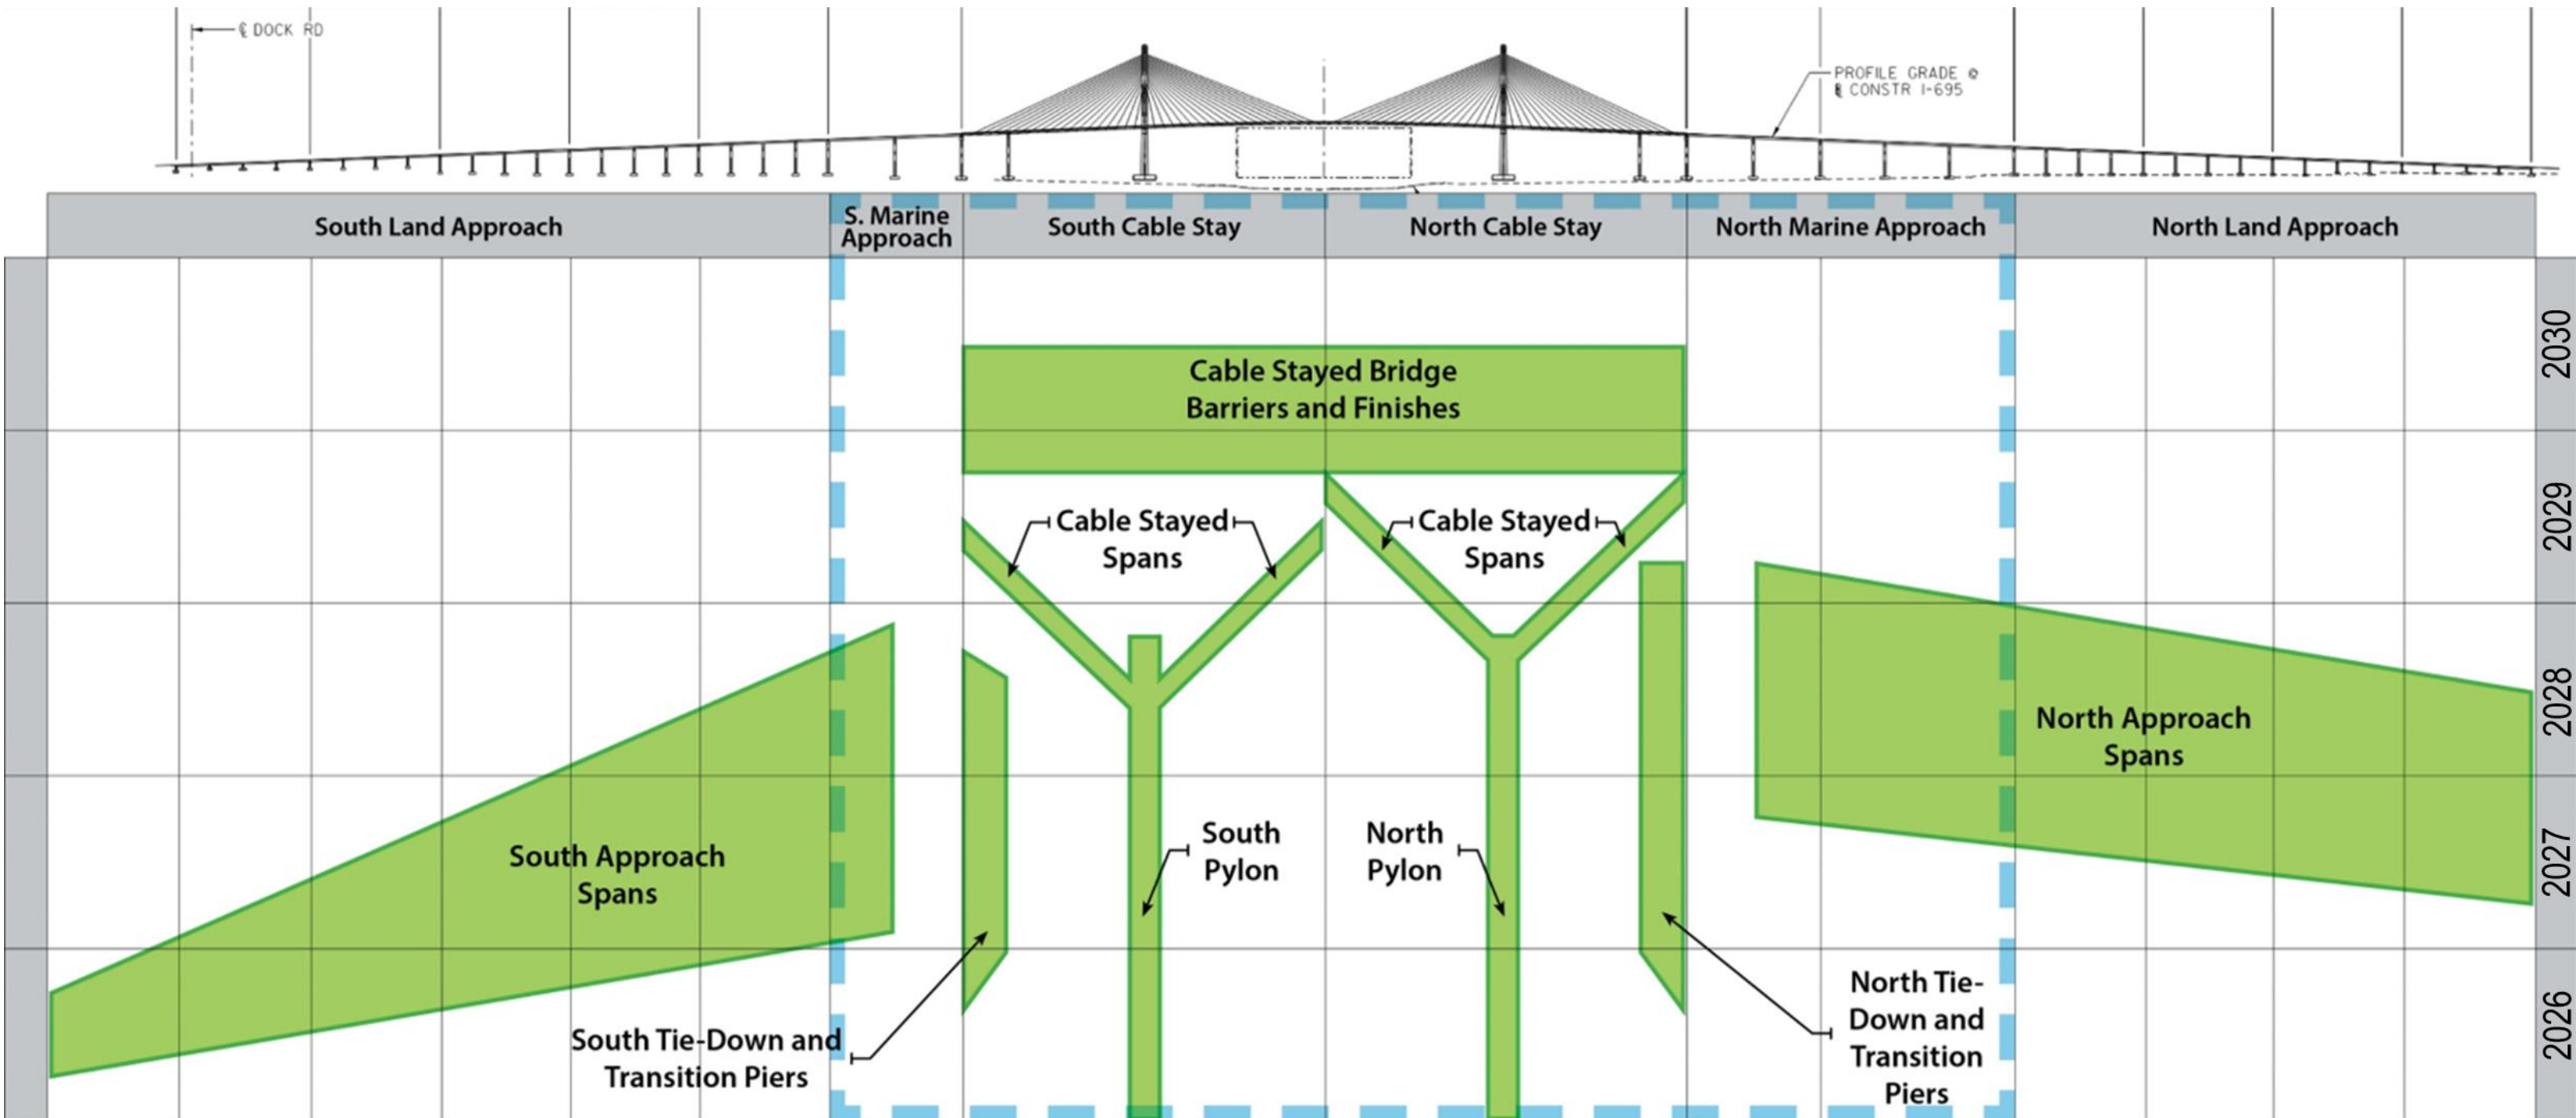 ℄ DOCK RD
PROFILE GRADE @
℄ CONSTR I-695
South Land Approach
S. Marine
Approach
South Cable Stay
North Cable Stay
North Marine Approach
North Land Approach
2030
Cable Stayed Bridge
Barriers and Finishes
2029
Cable Stayed
Spans
Cable Stayed
Spans
2028
North Approach
Spans
2027
South Approach
Spans
South
Pylon
North
Pylon
2026
South Tie-Down and
Transition Piers
North Tie-
Down and
Transition
Piers